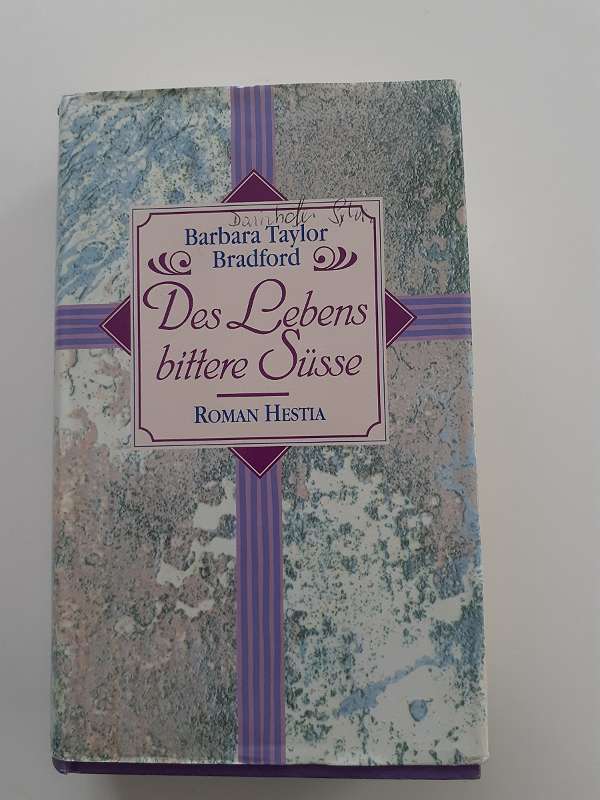 Barbara Taylor
Bradford
Des Lebens
bittere Süsse
ROMAN HESTIA